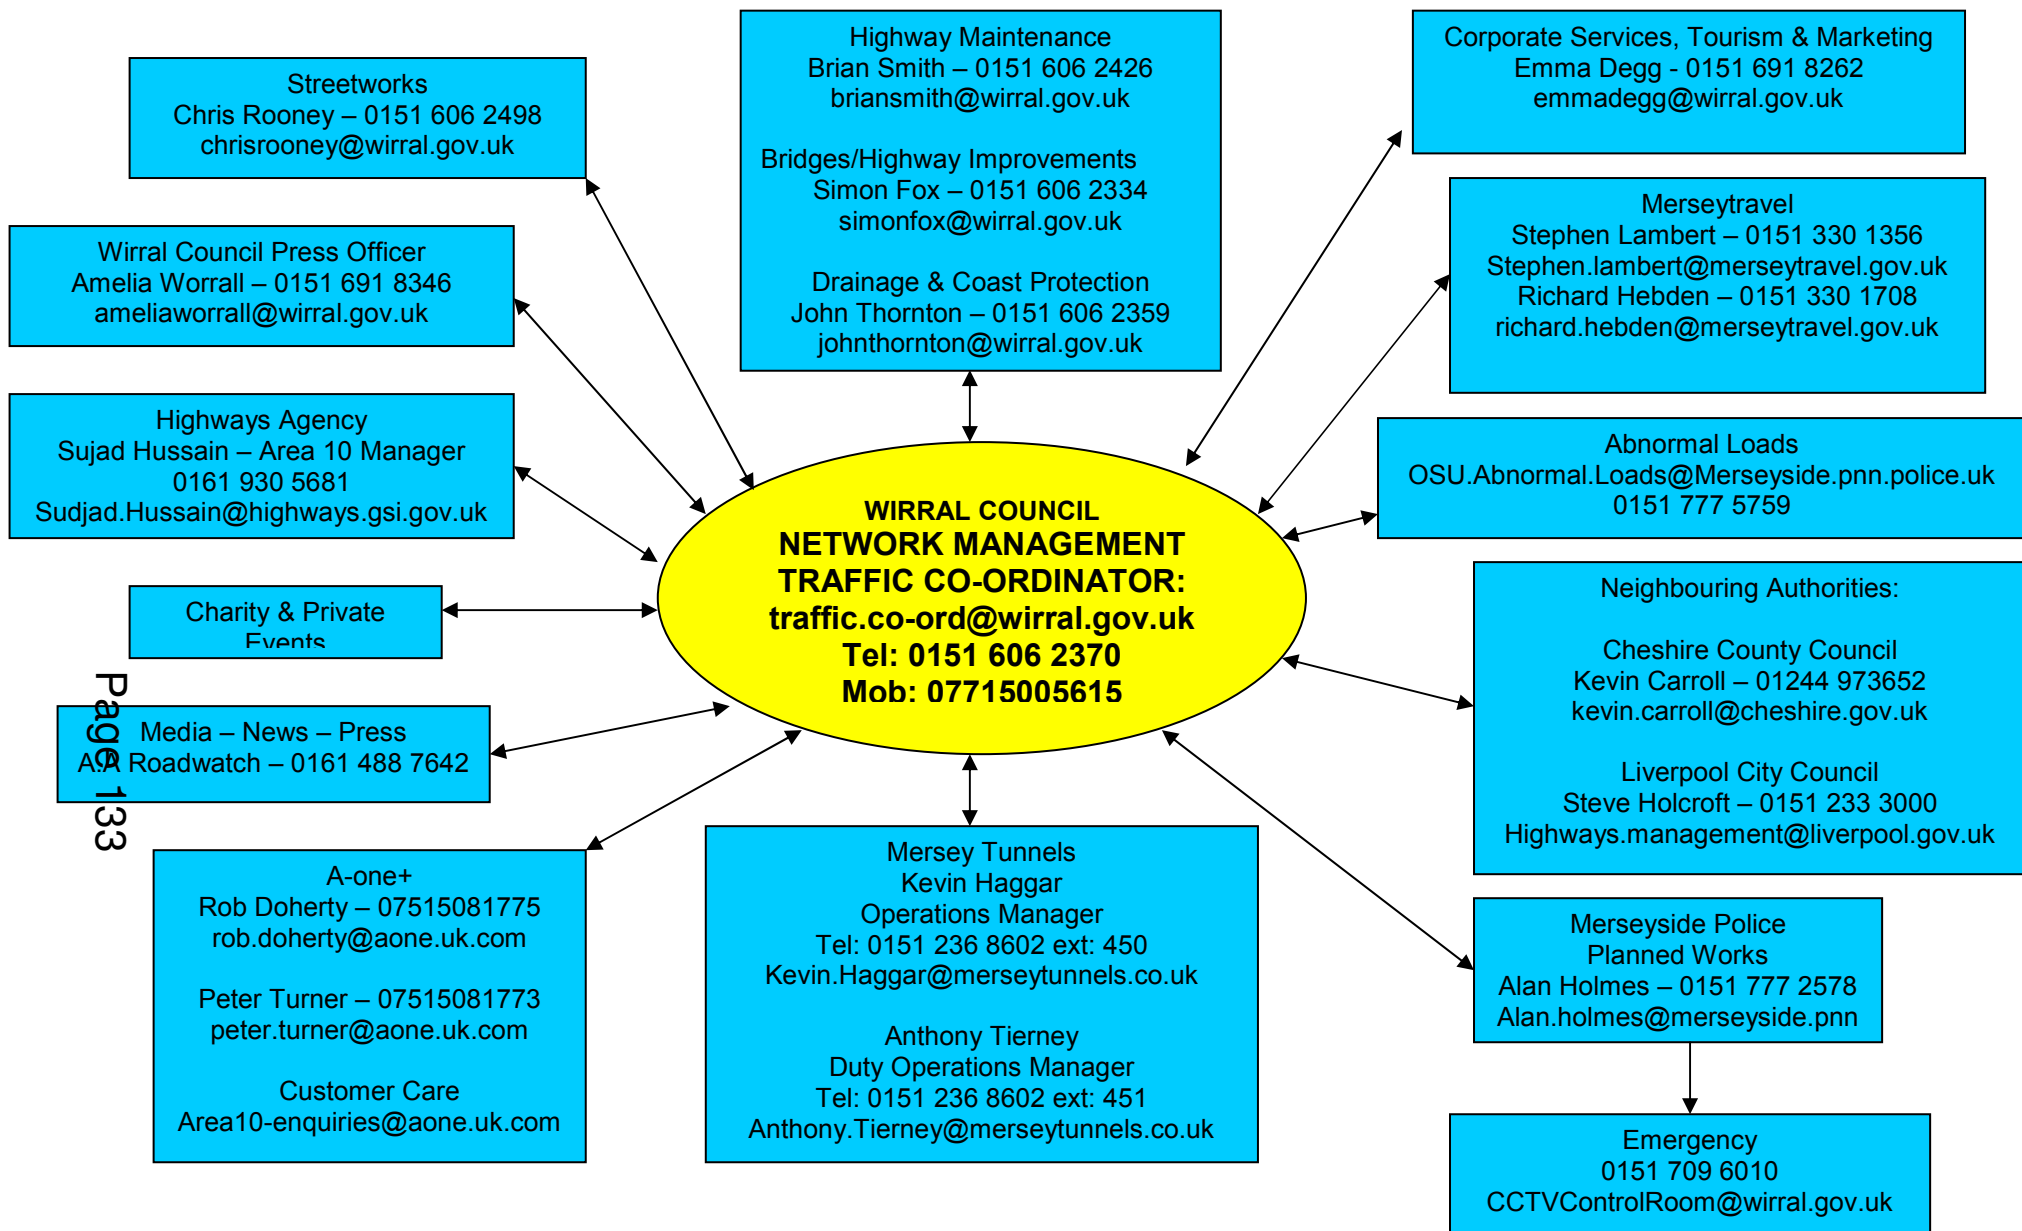 Streetworks
Chris Rooney – 0151 606 2498
chrisrooney@wirral.gov.uk
Highway Maintenance
Brian Smith – 0151 606 2426
briansmith@wirral.gov.uk
Bridges/Highway Improvements
Simon Fox – 0151 606 2334
simonfox@wirral.gov.uk
Drainage & Coast Protection
John Thornton – 0151 606 2359
johnthornton@wirral.gov.uk
Corporate Services, Tourism & Marketing
Emma Degg - 0151 691 8262
emmadegg@wirral.gov.uk
Wirral Council Press Officer
Amelia Worrall – 0151 691 8346
ameliaworrall@wirral.gov.uk
Merseytravel
Stephen Lambert – 0151 330 1356
Stephen.lambert@merseytravel.gov.uk
Richard Hebden – 0151 330 1708
richard.hebden@merseytravel.gov.uk
Highways Agency
Sujad Hussain – Area 10 Manager
0161 930 5681
Sudjad.Hussain@highways.gsi.gov.uk
Abnormal Loads
OSU.Abnormal.Loads@Merseyside.pnn.police.uk
0151 777 5759
WIRRAL COUNCIL
NETWORK MANAGEMENT
TRAFFIC CO-ORDINATOR:
traffic.co-ord@wirral.gov.uk
Tel: 0151 606 2370
Mob: 07715005615
Charity & Private
Events
Neighbouring Authorities:
Cheshire County Council
Kevin Carroll – 01244 973652
kevin.carroll@cheshire.gov.uk
Liverpool City Council
Steve Holcroft – 0151 233 3000
Highways.management@liverpool.gov.uk
Media – News – Press
A.A Roadwatch – 0161 488 7642
Page 133
A-one+
Rob Doherty – 07515081775
rob.doherty@aone.uk.com
Peter Turner – 07515081773
peter.turner@aone.uk.com
Customer Care
Area10-enquiries@aone.uk.com
Mersey Tunnels
Kevin Haggar
Operations Manager
Tel: 0151 236 8602 ext: 450
Kevin.Haggar@merseytunnels.co.uk
Anthony Tierney
Duty Operations Manager
Tel: 0151 236 8602 ext: 451
Anthony.Tierney@merseytunnels.co.uk
Merseyside Police
Planned Works
Alan Holmes – 0151 777 2578
Alan.holmes@merseyside.pnn
Emergency
0151 709 6010
CCTVControlRoom@wirral.gov.uk